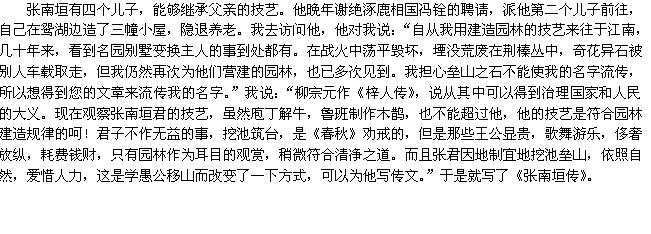 张南垣有四个儿子，能够继承父亲的技艺。他晚年谢绝涿鹿相国冯铨的聘请，派他第二个儿子前往，
自己在鸳湖边造了三幢小屋，隐退养老。我去访问他，他对我说：“自从我用建造园林的技艺来往于江南，
几十年来，看到名园别墅变换主人的事到处都有。在战火中荡平毁坏，堙没荒废在荆榛丛中，奇花异石被
别人车载取走，但我仍然再次为他们营建的园林，也已多次见到。我担心垒山之石不能使我的名字流传，
所以想得到您的文章来流传我的名字。”我说：“柳宗元作《梓人传》，说从其中可以得到治理国家和人民
的大义。现在观察张南垣君的技艺，虽然庖丁解牛，鲁班制作木鹊，也不能超过他，他的技艺是符合园林
建造规律的呵！君子不作无益的事，挖池筑台，是《春秋》劝戒的，但是那些王公显贵，歌舞游乐，侈奢
放纵，耗费钱财，只有园林作为耳目的观赏，稍微符合清净之道。而且张君因地制宜地挖池垒山，依照自
然，爱惜人力，这是学愚公移山而改变了一下方式，可以为他写传文。”于是就写了《张南垣传》。